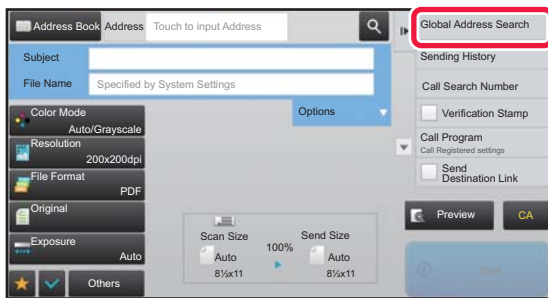 Address Book Address Touch to input Address
Subject
File Name Specified by System Settings
Options
Color Mode
Auto/Grayscale
Resolution
200x200dpi
File Format
PDF
Original
Exposure
Auto
Others
Scan Size
100%
Send Size
Auto
Auto
8½x11
8½x11
Global Address Search
Sending History
Call Search Number
Verification Stamp
Call Program
Call Registered settings
Send
Destination Link
Preview
CA
Start